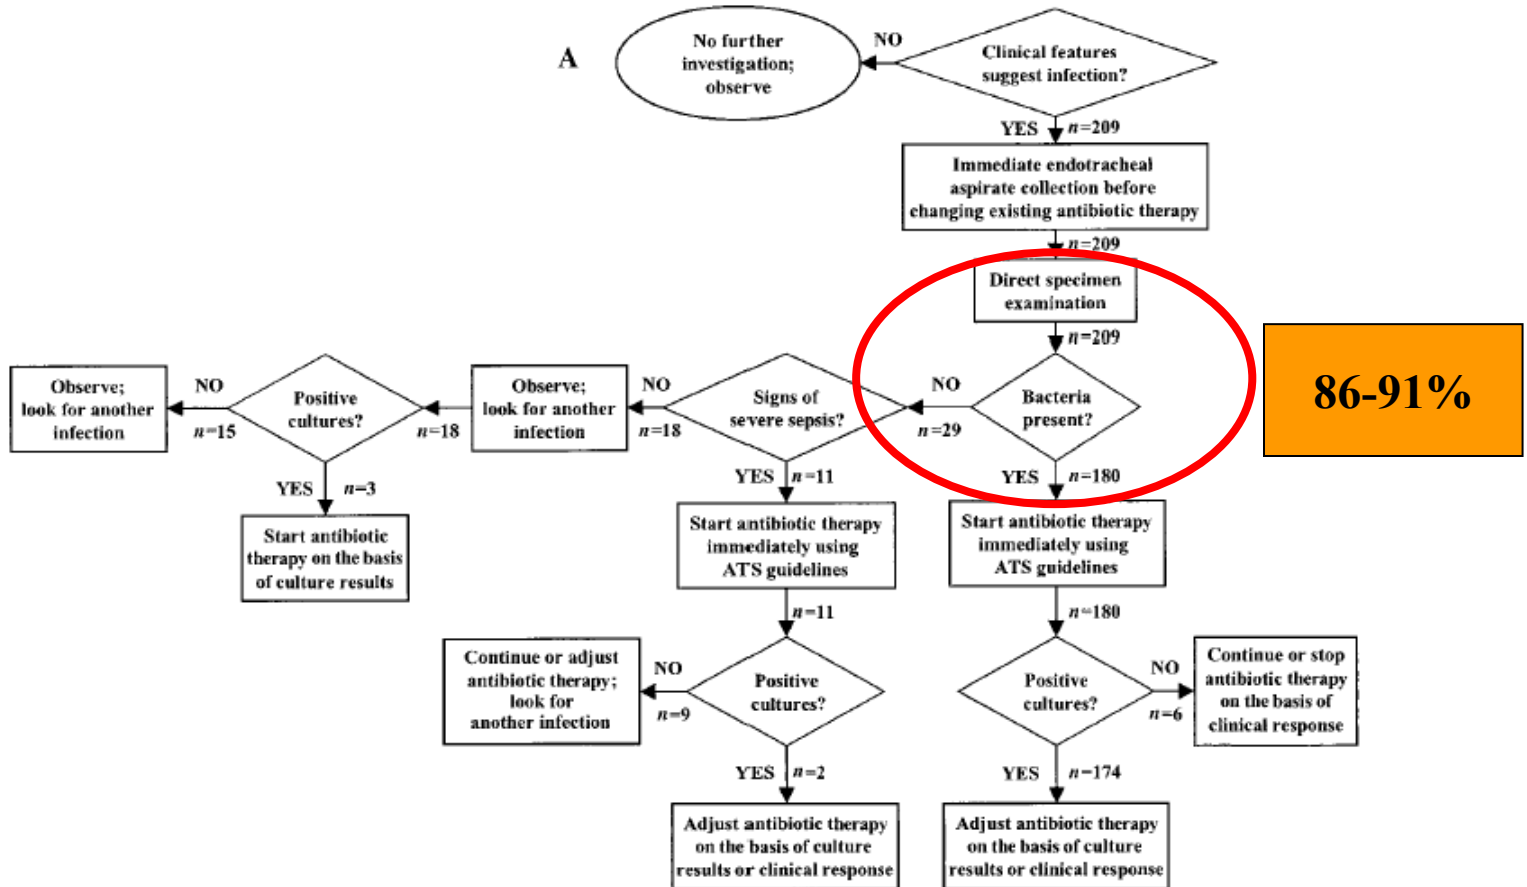 A
No further
investigation;
observe
NO
Clinical features
suggest infection?
YES
n=209
Immediate endotracheal
aspirate collection before
changing existing antibiotic therapy
n=209
Direct specimen
examination
n=209
86-91%
Bacteria
present?
NO
n=29
Signs of
severe sepsis?
NO
n=18
Observe;
look for another
infection
n=18
Positive
cultures?
NO
n=15
Observe;
look for another
infection
YES
n=3
Start antibiotic
therapy on the basis
of culture results
YES
n=11
Start antibiotic therapy
immediately using
ATS guidelines
n=11
Positive
cultures?
NO
n=9
Continue or adjust
antibiotic therapy;
look for
another infection
YES
n=2
Adjust antibiotic therapy
on the basis of culture
results or clinical response
YES
n=180
Start antibiotic therapy
immediately using
ATS guidelines
n=180
Positive
cultures?
NO
n=6
Continue or stop
antibiotic therapy
on the basis of
clinical response
YES
n=174
Adjust antibiotic therapy
on the basis of culture
results or clinical response